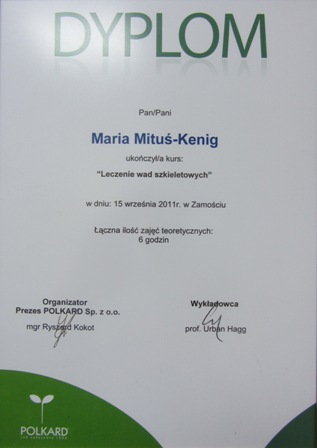 DYPLOM
Pan/Pani
Maria Mituś-Kenig
ukończył/a kurs:
"Leczenie wad szkieletowych"
w dniu: 15 września 2011r. w Zamościu
Łączna ilość zajęć teoretycznych:
6 godzin
Organizator
Prezes POLKARD Sp. z o.o.
mgr Ryszard Kokot
Wykładowca
prof. Urban Hagg
POLKARD